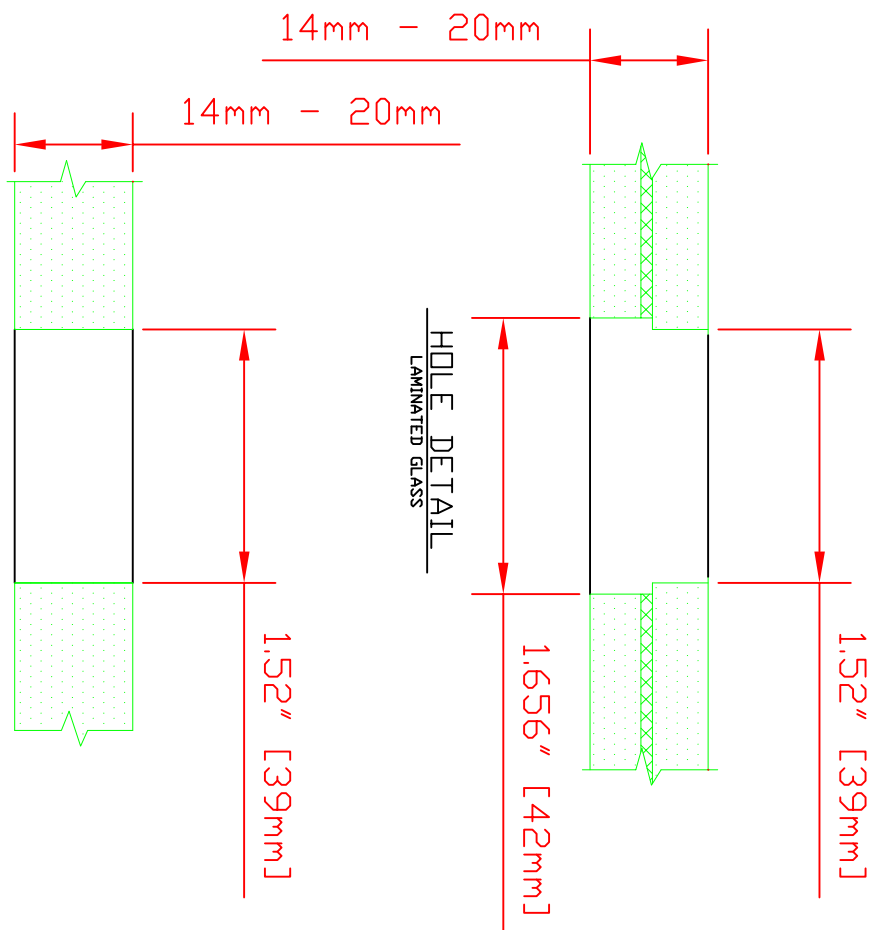 14mm - 20mm
14mm - 20mm
HOLE DETAIL
LAMINATED GLASS
1.52" [39mm]
1.656" [42mm]
1.52" [39mm]